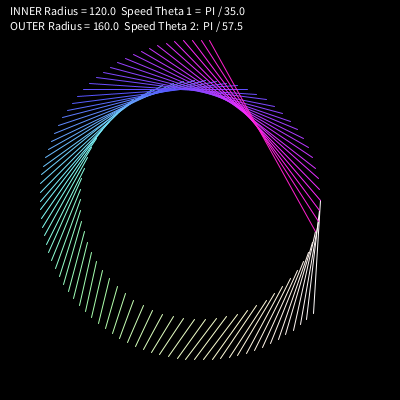 INNER Radius = 120.0  Speed Theta 1 =  PI / 35.0
OUTER Radius = 160.0  Speed Theta 2:  PI / 57.5